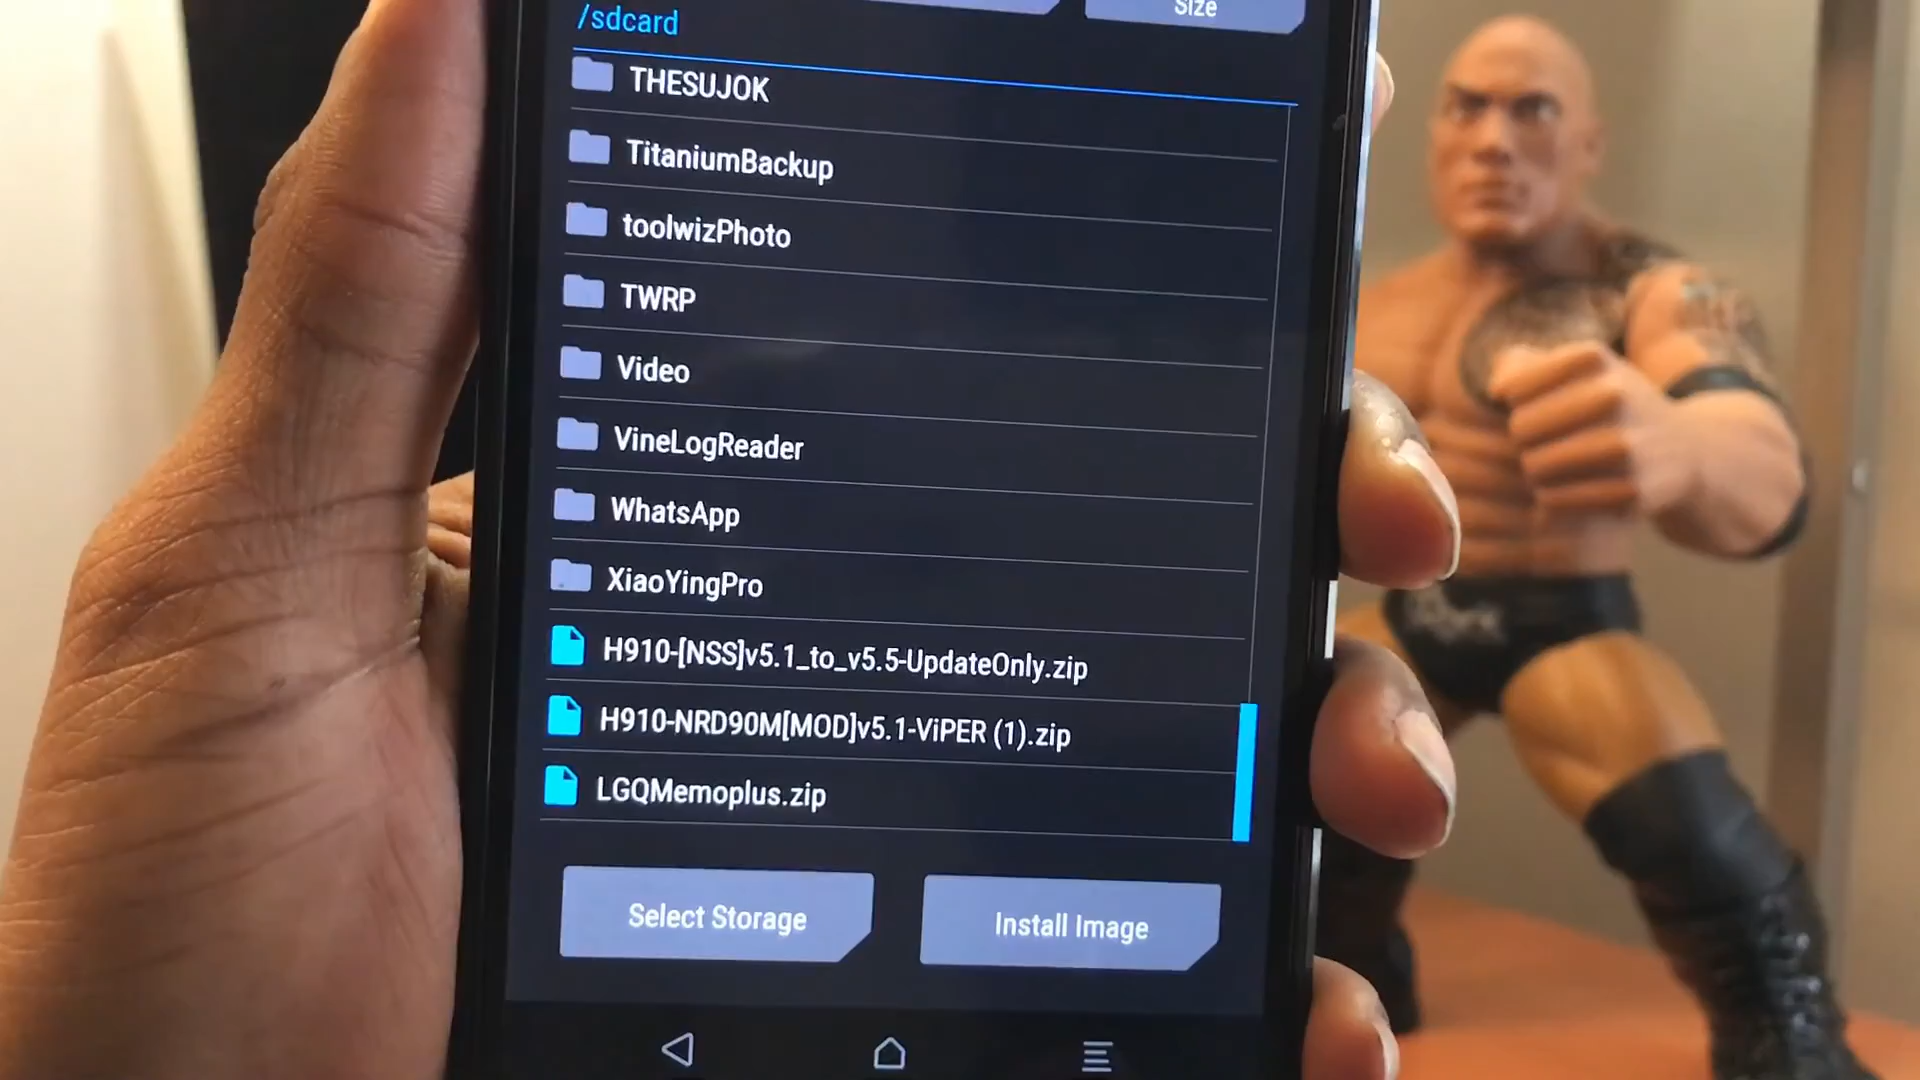 Size
/sdcard
THESUJOK
TitaniumBackup
toolwizPhoto
TWRP
Video
VineLogReader
WhatsApp
XiaoYingPro
H910-[NSS]v5.1_to_v5.5-UpdateOnly.zip
H910-NRD90M[MOD]v5.1-ViPER (1).zip
LGQMemoplus.zip
Select Storage
Install Image